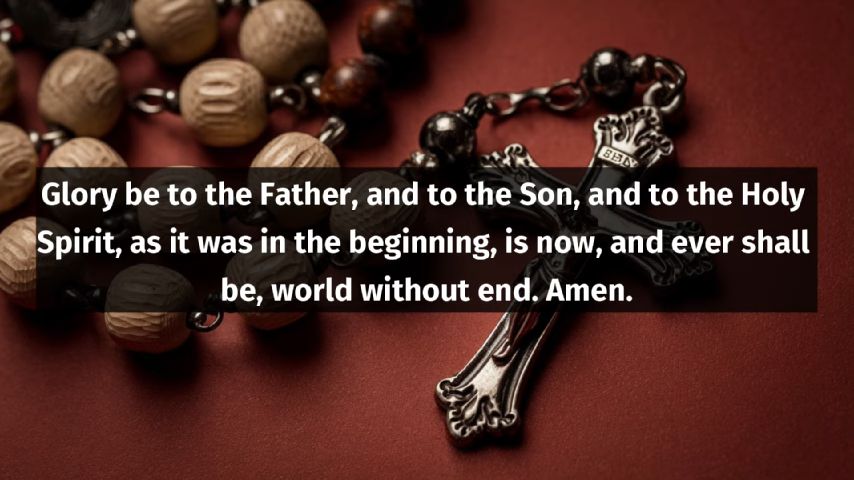 Glory be to the Father, and to the Son, and to the Holy
Spirit, as it was in the beginning, is now, and ever shall
be, world without end. Amen.